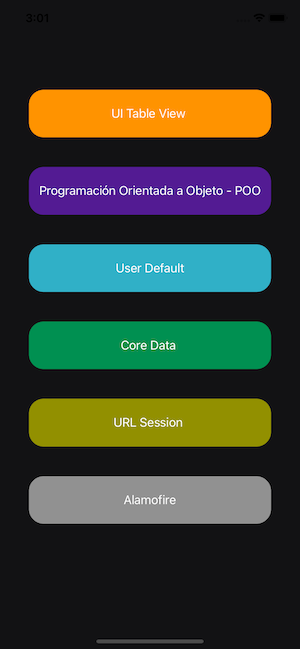 3:01
UI Table View
Programación Orientada a Objeto - POO
User Default
Core Data
URL Session
Alamofire